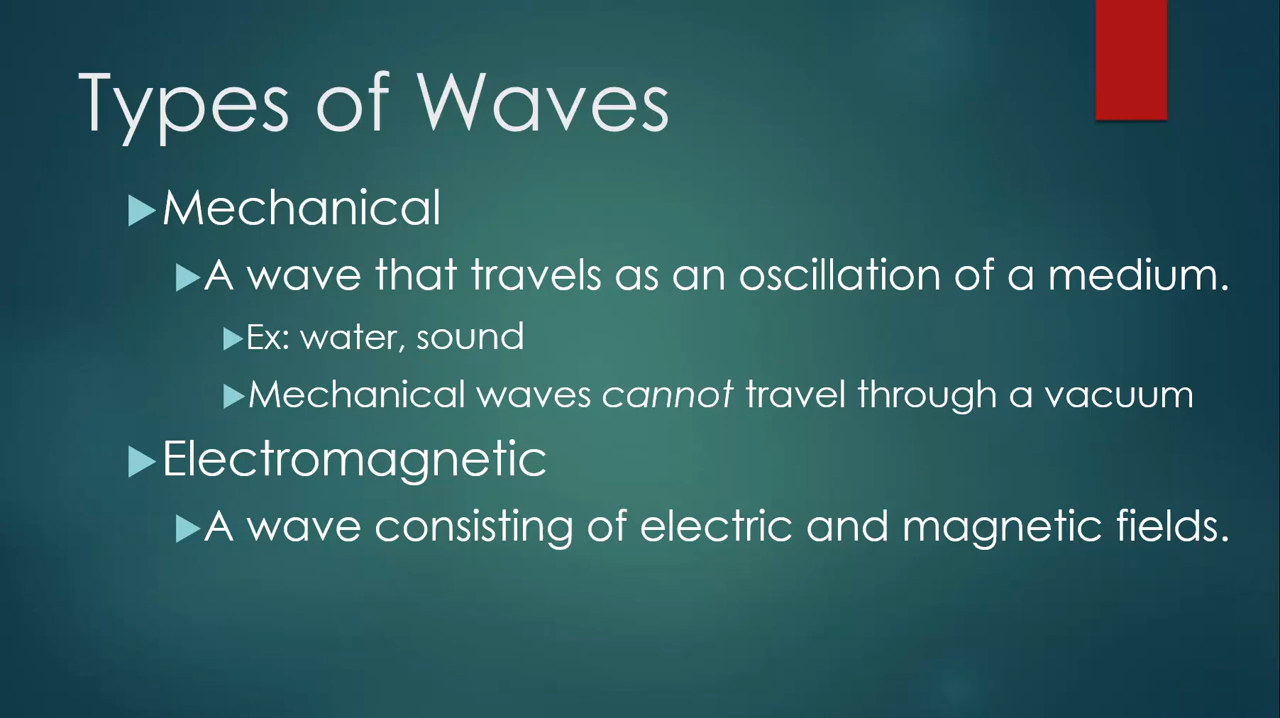 Types of Waves
Mechanical
A wave that travels as an oscillation of a medium.
Ex: water, sound
Mechanical waves cannot travel through a vacuum
Electromagnetic
A wave consisting of electric and magnetic fields.